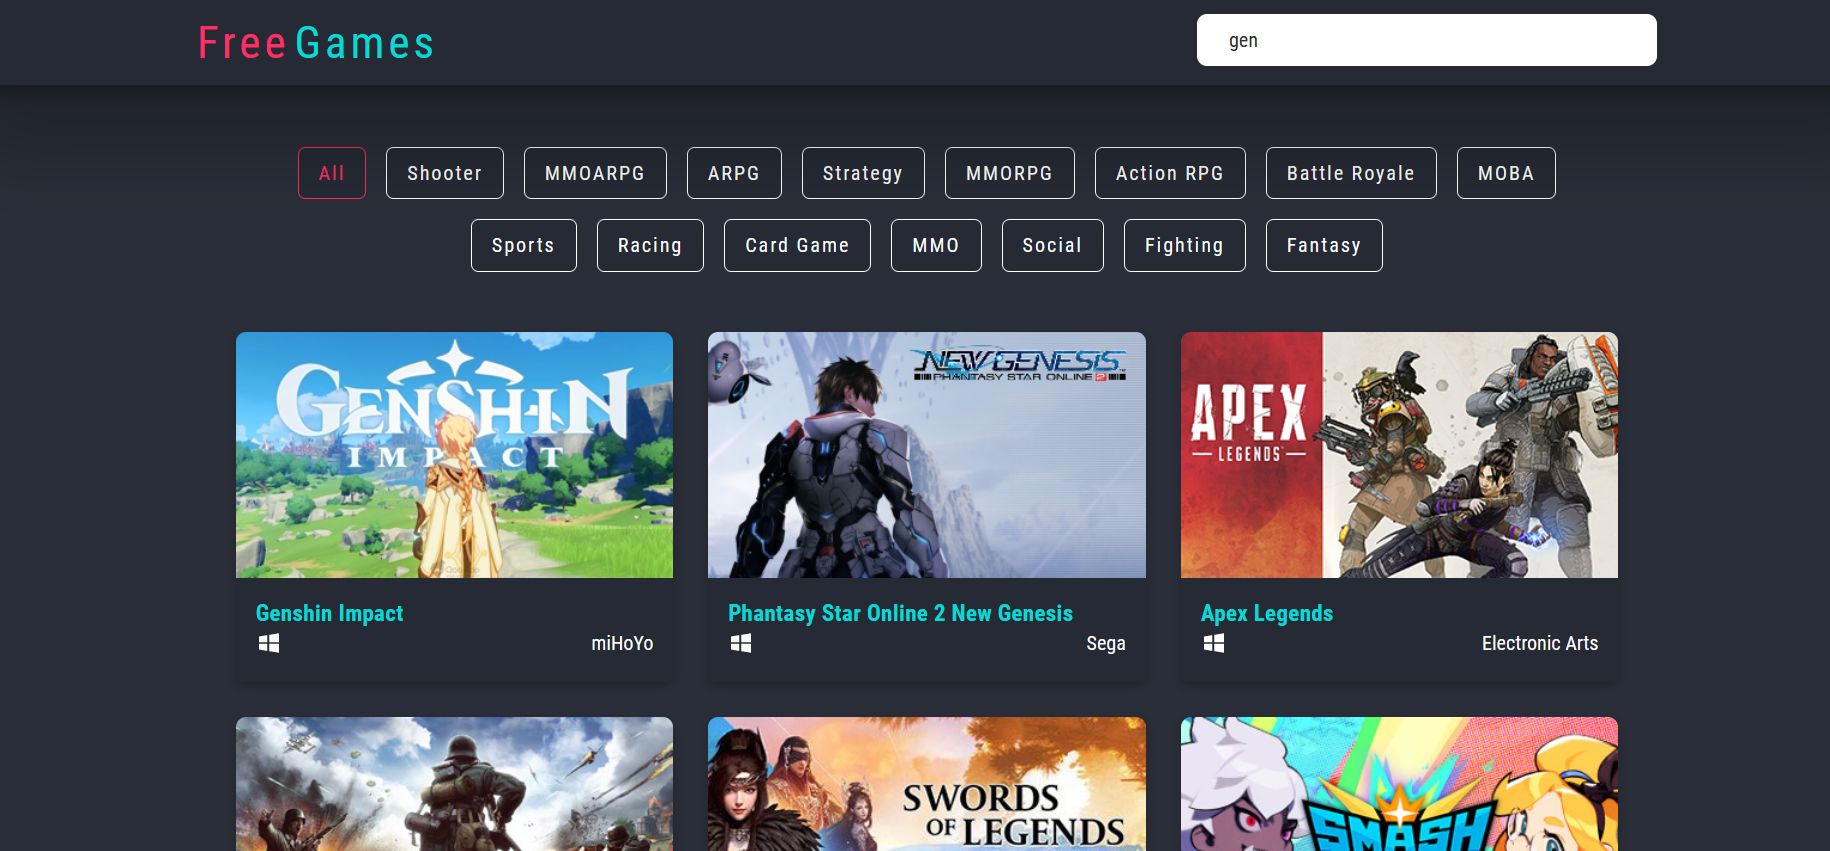 Free Games
gen
All Shooter MMOARPG ARPG Strategy MMORPG Action RPG Battle Royale MOBA
Sports Racing Card Game MMO Social Fighting Fantasy
GENSHIN
IMPACT
NEW GENESIS
PHANTASY STAR ONLINE 2
APEX
LEGENDS
Genshin Impact
miHoYo
Phantasy Star Online 2 New Genesis
Sega
Apex Legends
Electronic Arts
SWORDS
OF LEGENDS
SMASH